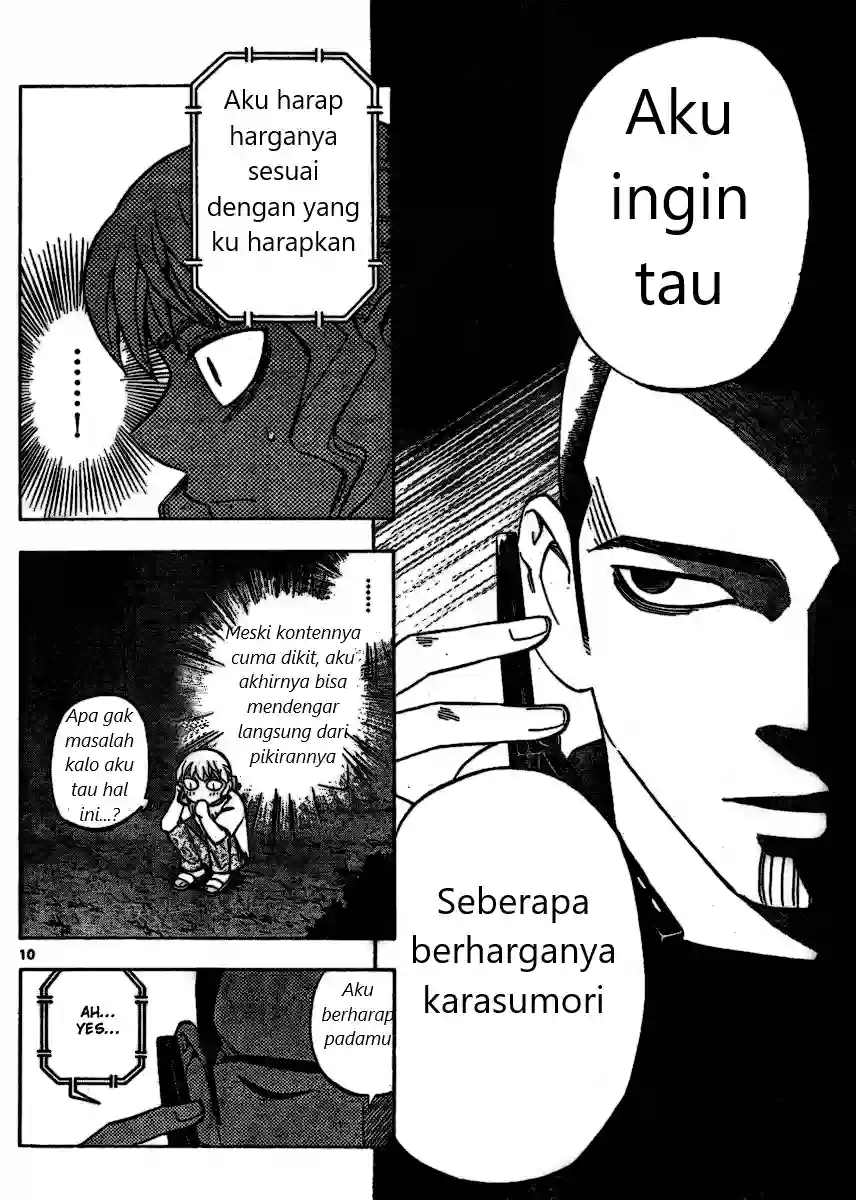 Aku
ingin
tau
Seberapa
berharganya
karasumori
Aku harap
harganya
sesuai
dengan yang
ku harapkan
.......!
......
Meski kontennya
cuma dikit, aku
akhirnya bisa
mendengar
langsung dari
pikirannya
Apa gak
masalah
kalo aku
tau hal
ini...?
10
Aku
berharap
padamu
AH...
YES...